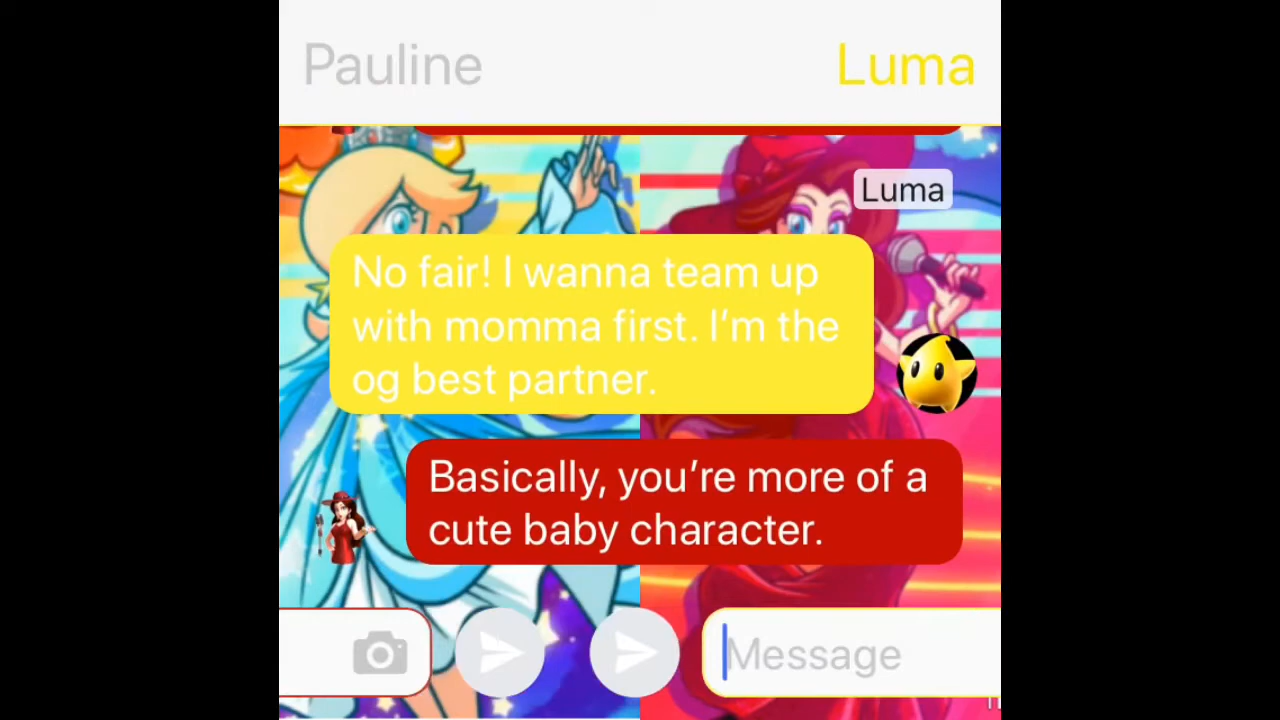 Pauline
Luma
Luma
No fair! I wanna team up
with momma first. I’m the
og best partner.
Basically, you’re more of a
cute baby character.
Message